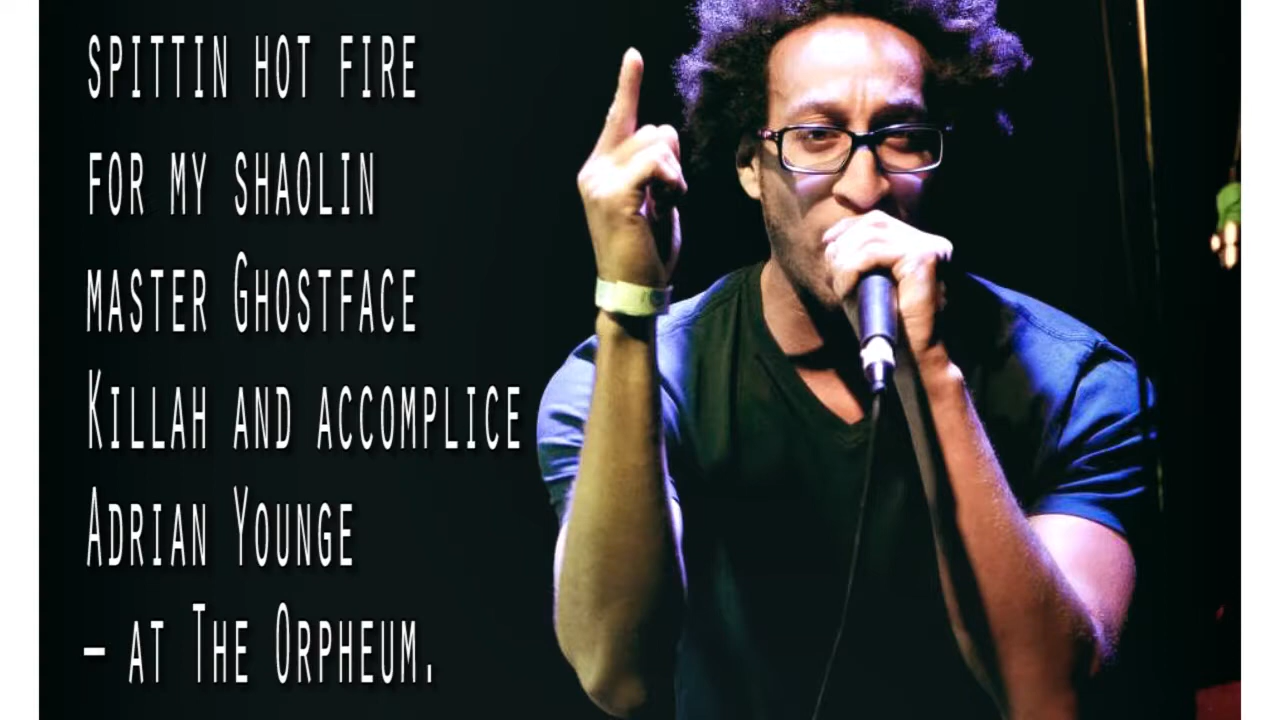 SPITTIN HOT FIRE
FOR MY SHAOLIN
MASTER GHOSTFACE
KILLAH AND ACCOMPLICE
ADRIAN YOUNGE
– AT THE ORPHEUM.